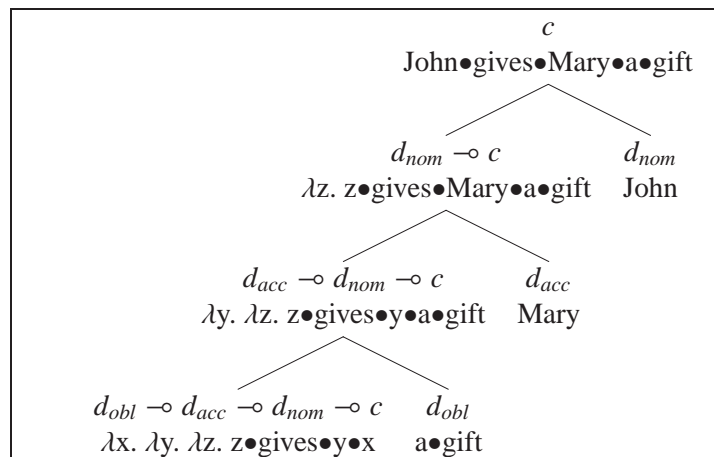 c
John●gives●Mary●a●gift
d_nom ⊸ c d_nom
λz. z●gives●Mary●a●gift John
d_acc ⊸ d_nom ⊸ c d_acc
λy. λz. z●gives●y●a●gift Mary
d_obl ⊸ d_acc ⊸ d_nom ⊸ c d_obl
λx. λy. λz. z●gives●y●x a●gift